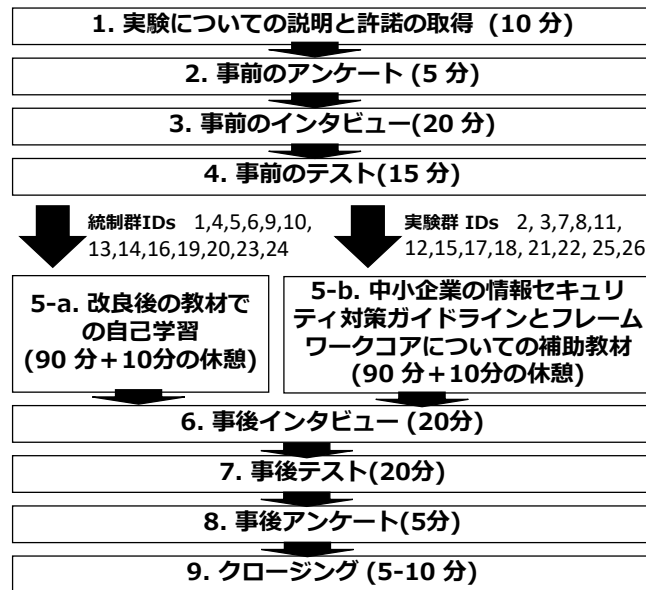 1. 実験についての説明と許諾の取得 (10 分)
2. 事前のアンケート (5 分)
3. 事前のインタビュー(20 分)
4. 事前のテスト(15 分)
統制群IDs 1,4,5,6,9,10,
13,14,16,19,20,23,24
実験群 IDs 2, 3,7,8,11,
12,15,17,18, 21,22, 25,26
5-a. 改良後の教材で
の自己学習
(90 分＋10分の休憩)
5-b. 中小企業の情報セキュリ
ティ対策ガイドラインとフレーム
ワークコアについての補助教材
(90 分＋10分の休憩)
6. 事後インタビュー (20分)
7. 事後テスト(20分)
8. 事後アンケート(5分)
9. クロージング (5-10 分)